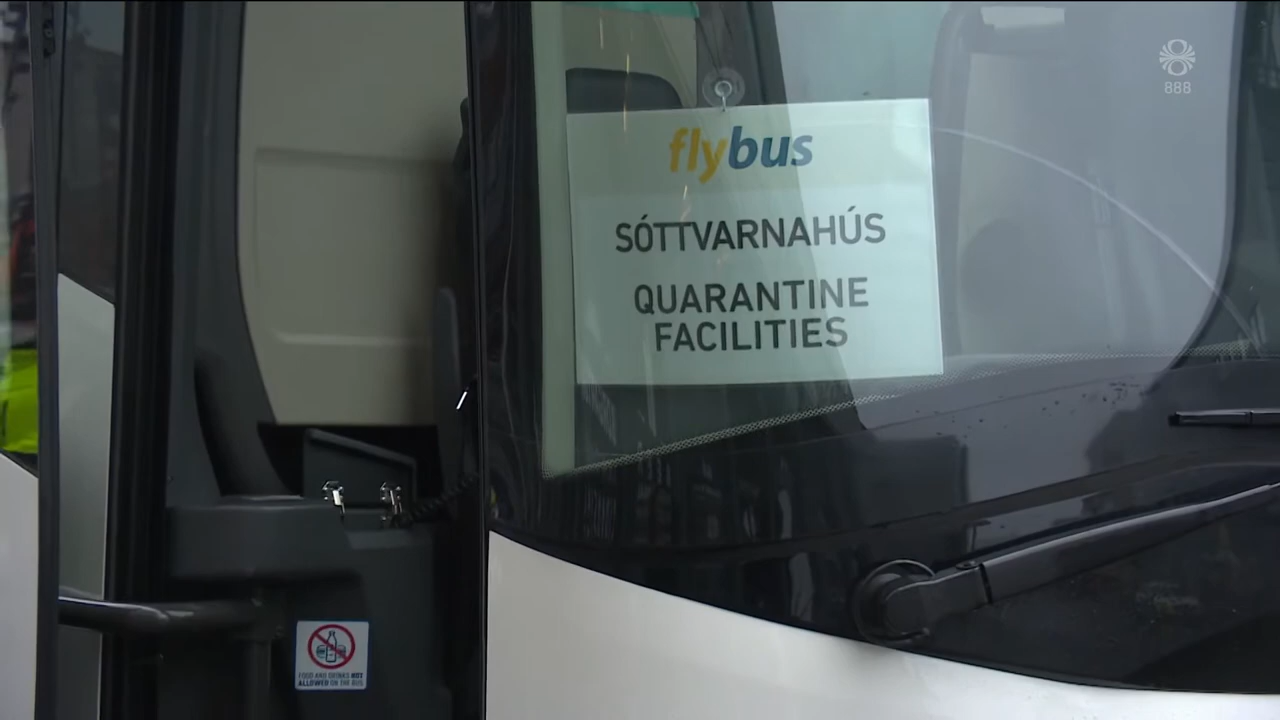 888
flybus
SÓTTVARNAHÚS
QUARANTINE
FACILITIES
FOOD AND DRINKS NOT
ALLOWED ON THE BUS